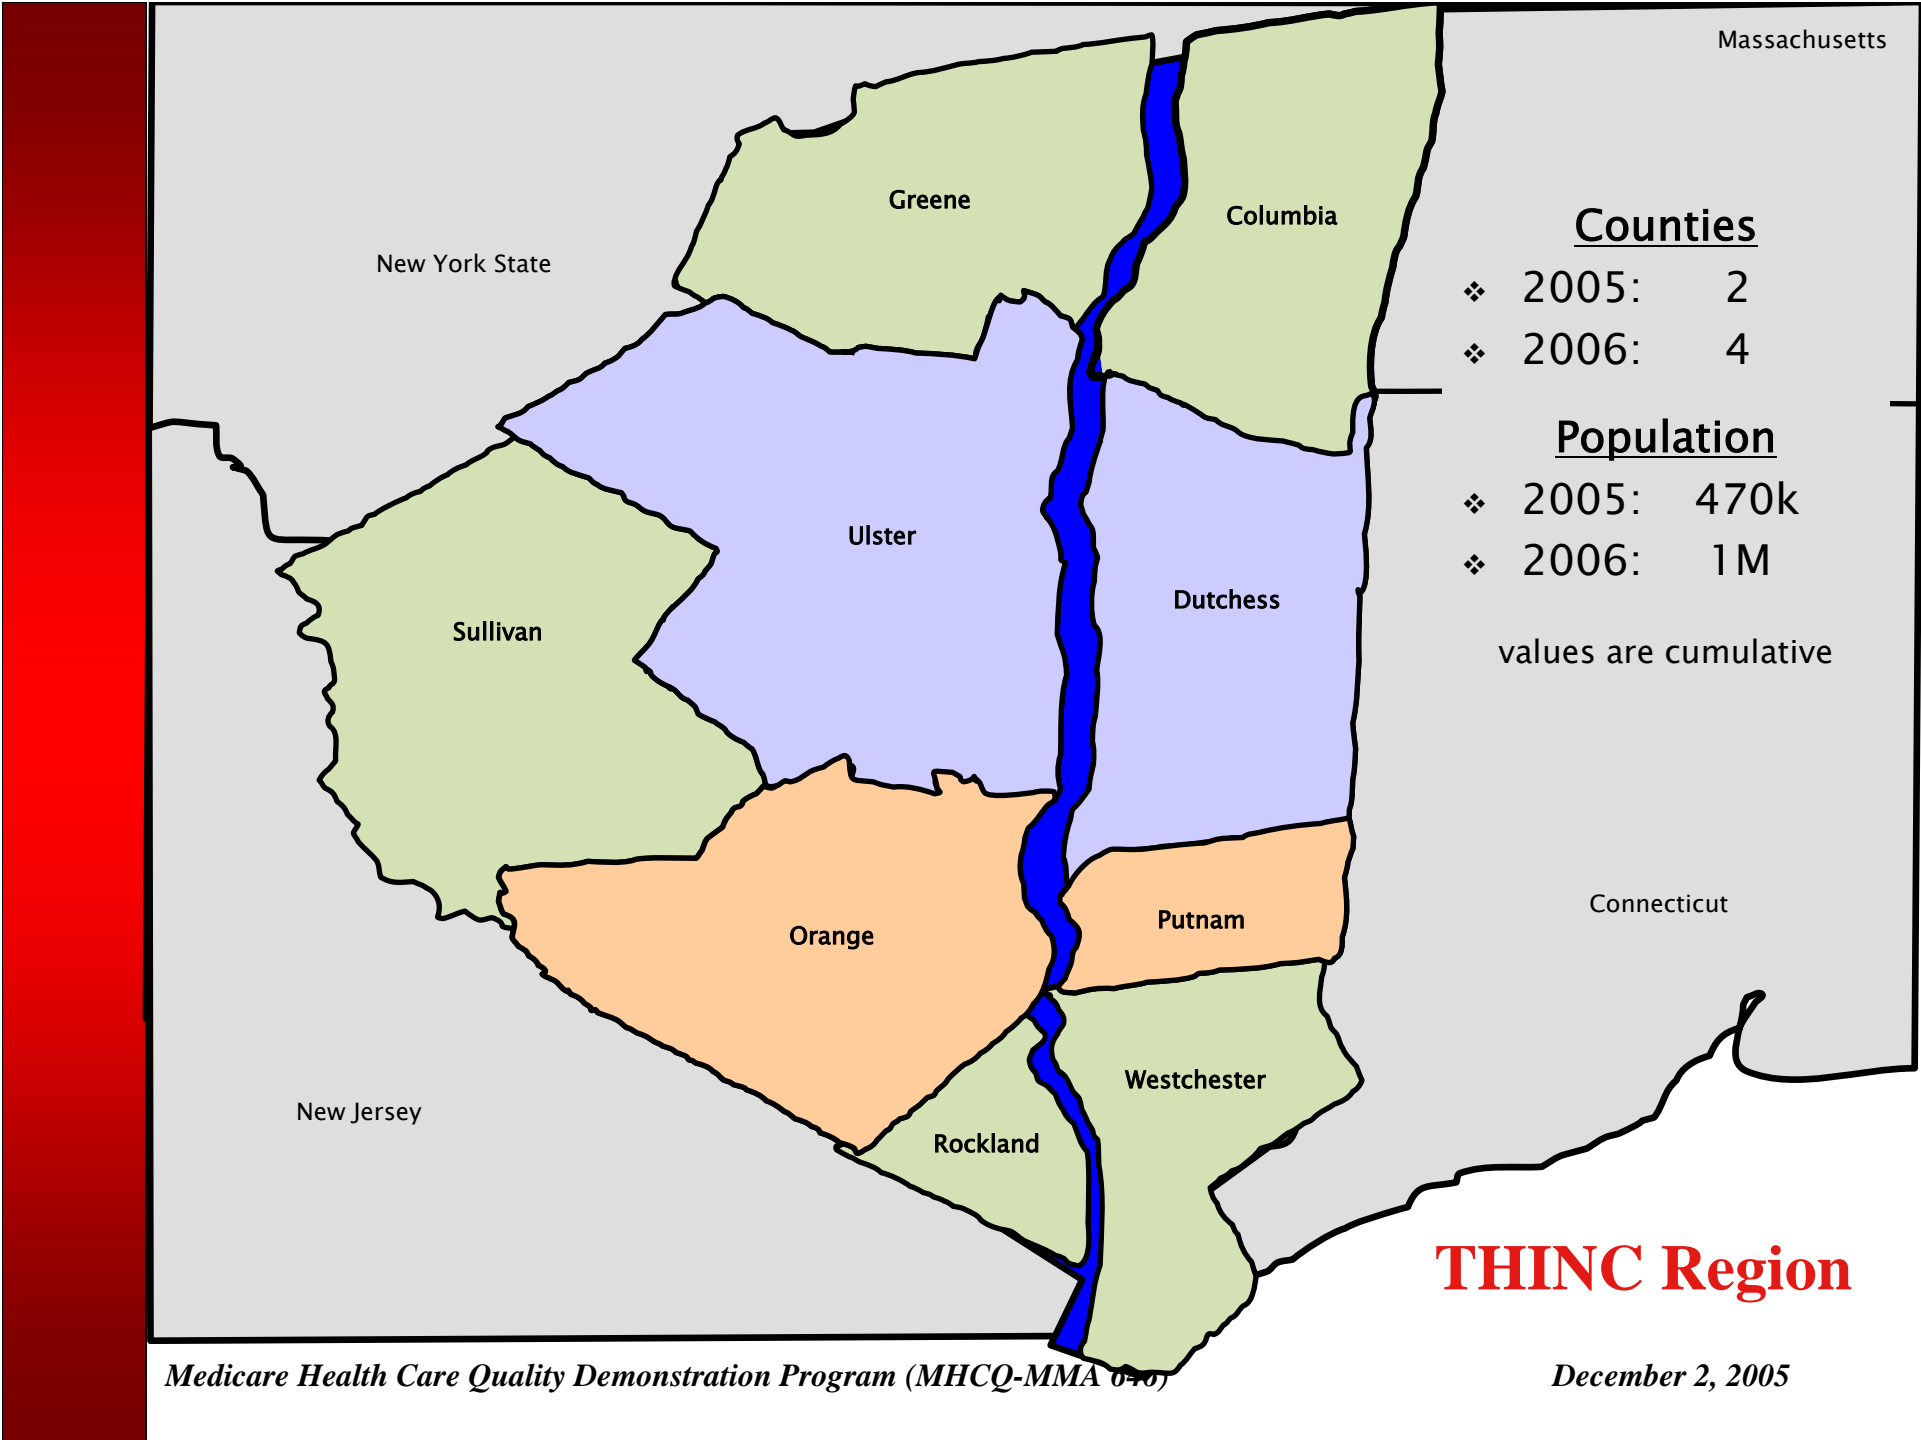 Massachusetts
Greene
Columbia
New York State
Counties
❖ 2005: 2
❖ 2006: 4
Population
❖ 2005: 470k
❖ 2006: 1M
values are cumulative
Ulster
Dutchess
Sullivan
Connecticut
Orange
Putnam
Westchester
New Jersey
Rockland
THINC Region
Medicare Health Care Quality Demonstration Program (MHCQ-MMA 646)
December 2, 2005